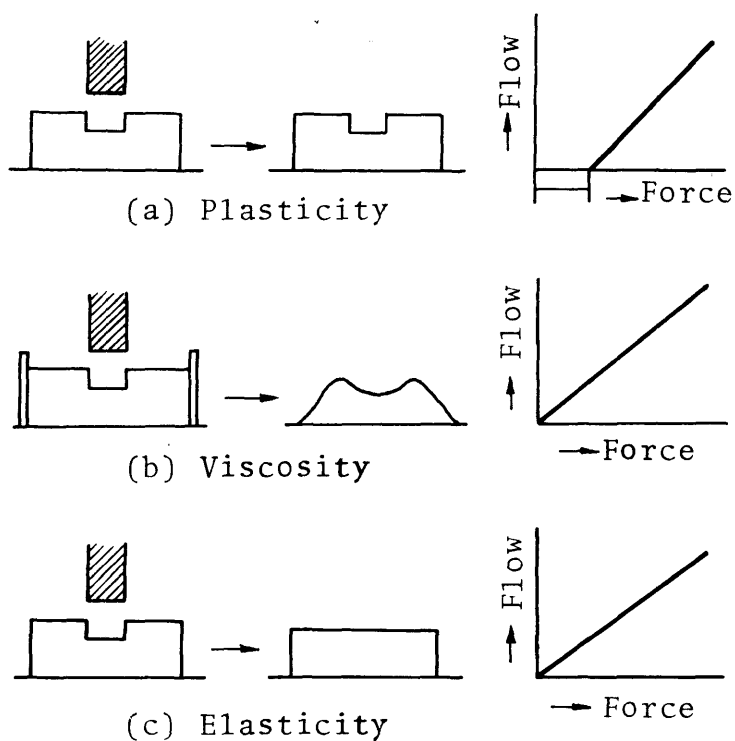 Flow
Force
(a) Plasticity
Flow
Force
(b) Viscosity
Flow
Force
(c) Elasticity